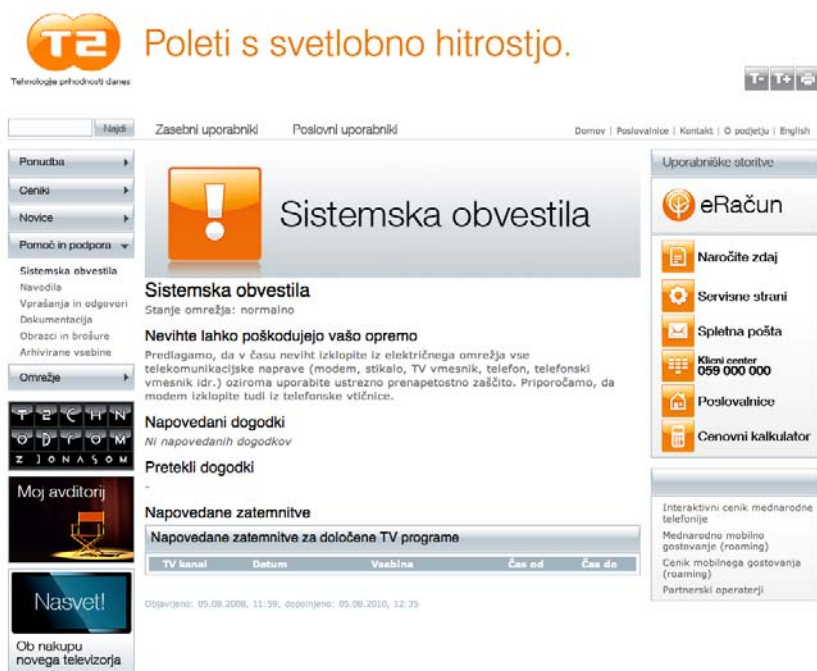 T2
Tehnologije prihodnosti danes
Poleti s svetlobno hitrostjo.
T- T+
Najdi
Zasebni uporabniki Poslovni uporabniki
Domov | Poslovalnice | Kontakt | O podjetju | English
Ponudba
Ceniki
Novice
Pomoč in podpora
Sistemska obvestila
Navodila
Vprašanja in odgovori
Dokumentacija
Obrazci in brošure
Arhivirane vsebine
Omrežje
T 2 C H N
O D R O M
Z J O N A S O M
Moj avditorij
Nasvet!
Ob nakupu
novega televizorja
Sistemska obvestila
Sistemska obvestila
Stanje omrežja: normalno
Nevihte lahko poškodujejo vašo opremo
Predlagamo, da v času neviht izklopite iz električnega omrežja vse
telekomunikacijske naprave (modem, stikalo, TV vmesnik, telefon, telefonski
vmesnik idr.) oziroma uporabite ustrezno prenapetostno zaščito. Priporočamo, da
modem izklopite tudi iz telefonske vtičnice.
Napovedani dogodki
Ni napovedanih dogodkov
Pretekli dogodki
-
Napovedane zatemnitve
Napovedane zatemnitve za določene TV programe
TV kanal Datum Vsebina Čas od Čas do
Objavljeno: 05.08.2008, 11:59; dopolnjeno: 05.08.2010, 12:35
Uporabniške storitve
eRačun
Naročite zdaj
Servisne strani
Spletna pošta
Klicni center
059 000 000
Poslovalnice
Cenovni kalkulator
Interaktivni cenik mednarodne
telefonije
Mednarodno mobilno
gostovanje (roaming)
Cenik mobilnega gostovanja
(roaming)
Partnerski operaterji